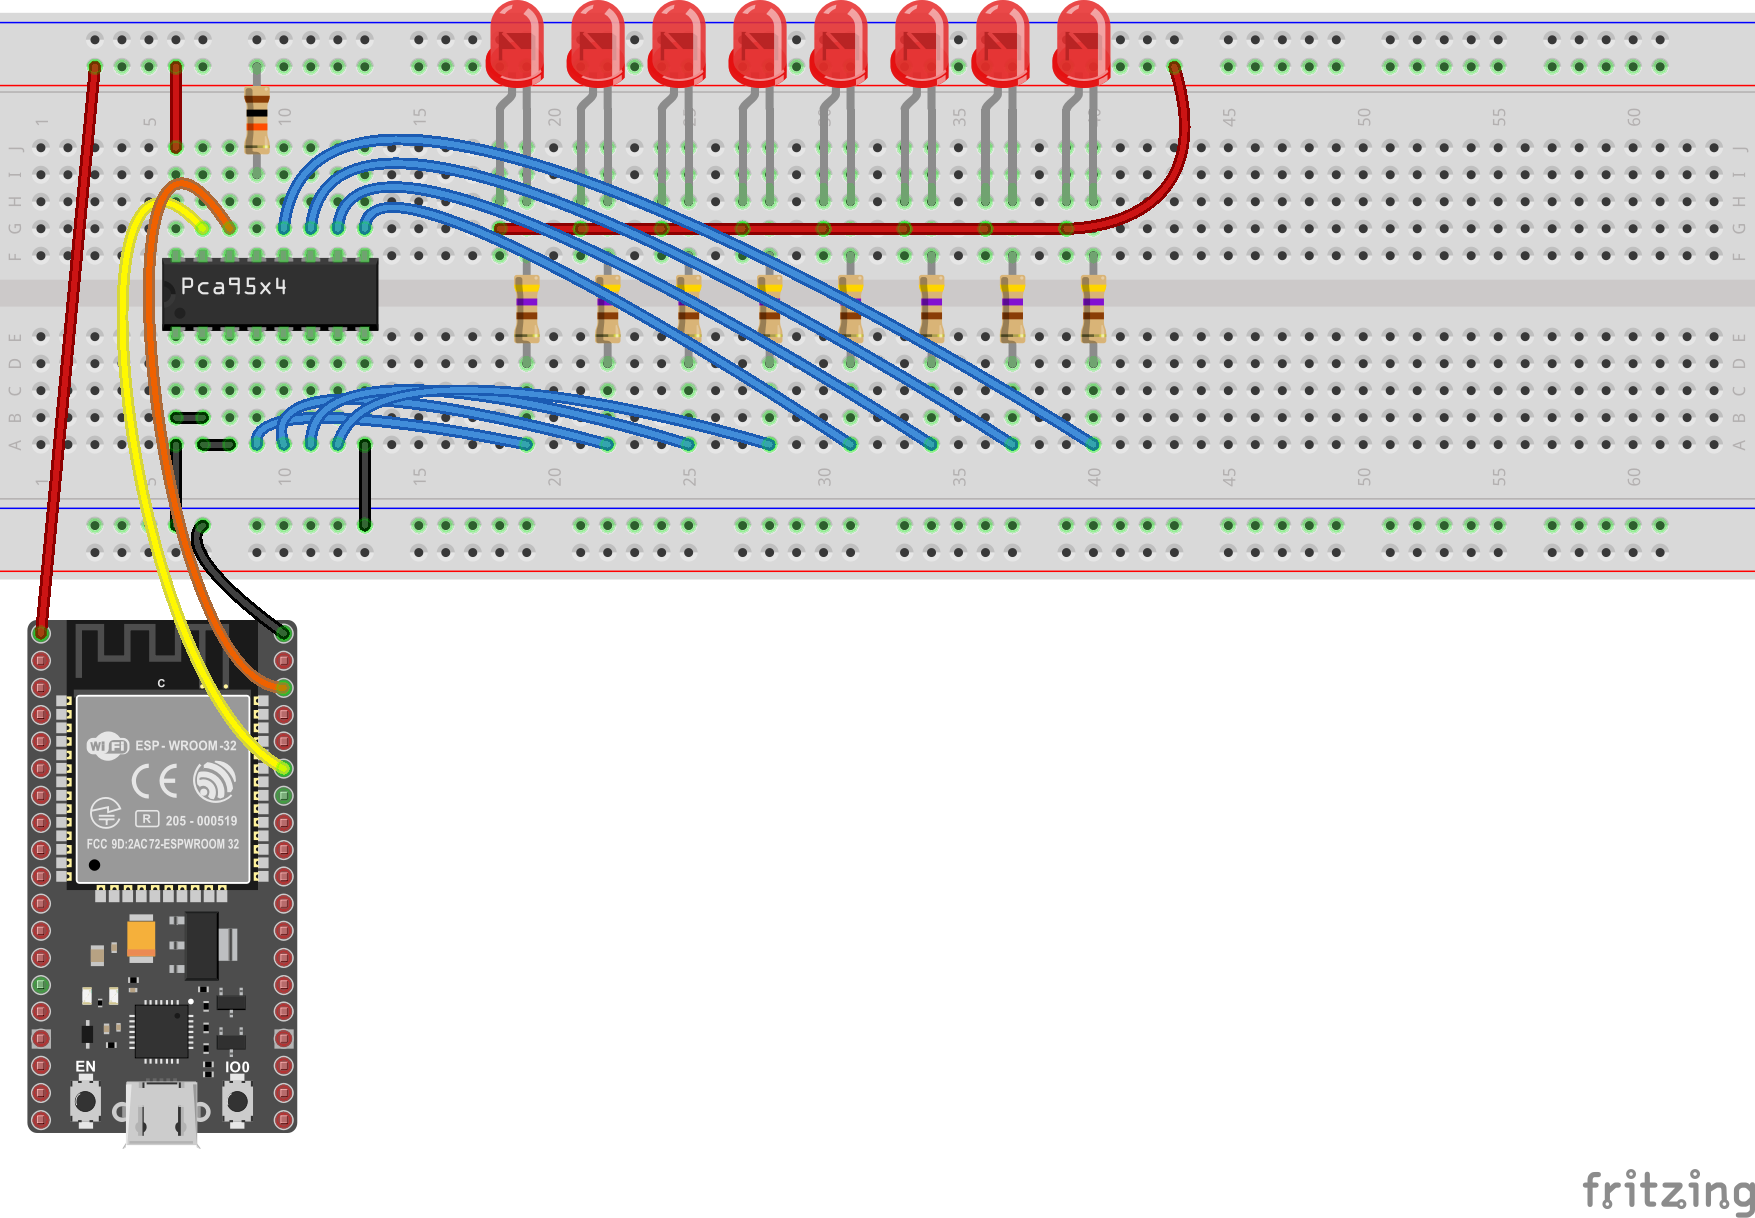 1 5 10 15 20 25 30 35 40 45 50 55 60
J J
I I
H H
G G
F F
Pca95x4
E E
D D
C C
B B
A A
1 5 10 15 20 25 30 35 40 45 50 55 60
C
WiFi ESP - WROOM -32
CE
R 205 - 000519
FCC 9D:2AC72-ESPWROOM 32
EN IO0
fritzing